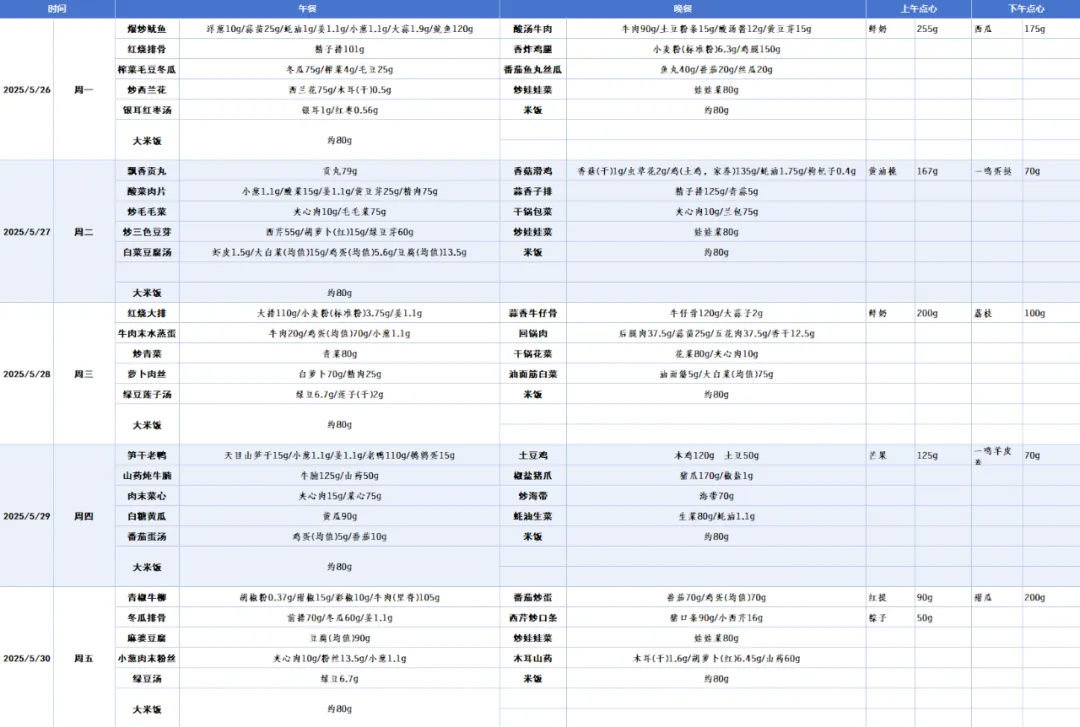 时间 午餐 晚餐 上午点心 下午点心
爆炒鱿鱼 洋葱10g/蒜苗25g/蚝油1g/姜1.1g/小葱1.1g/大蒜1.9g/鱿鱼120g 酸汤牛肉 牛肉90g/土豆粉条15g/酸汤酱12g/黄豆芽15g 鲜奶 255g 西瓜 175g
红烧排骨 精子排101g 香炸鸡腿 小麦粉(标准粉)6.3g/鸡腿150g
榨菜毛豆冬瓜 冬瓜75g/榨菜4g/毛豆25g 番茄鱼丸丝瓜 鱼丸40g/番茄20g/丝瓜20g
2025/5/26 周一 炒西兰花 西兰花75g/木耳(干)0.5g 炒娃娃菜 娃娃菜80g
银耳红枣汤 银耳1g/红枣0.56g 米饭 约80g
大米饭 约80g
飘香贡丸 贡丸79g 香菇滑鸡 香菇(干)1g/虫草花2g/鸡(土鸡，家养)135g/蚝油1.75g/枸杞子0.4g 黄油桃 167g 一鸣蛋挞 70g
酸菜肉片 小葱1.1g/酸菜15g/姜1.1g/黄豆芽25g/精肉75g 蒜香子排 精子排125g/青蒜5g
炒毛毛菜 夹心肉10g/毛毛菜75g 干锅包菜 夹心肉10g/兰包75g
2025/5/27 周二 炒三色豆芽 西芹55g/胡萝卜(红)15g/绿豆芽60g 炒娃娃菜 娃娃菜80g
白菜豆腐汤 虾皮1.5g/大白菜(均值)15g/鸡蛋(均值)5.6g/豆腐(均值)13.5g 米饭 约80g
大米饭 约80g
红烧大排 大排110g/小麦粉(标准粉)3.75g/姜1.1g 蒜香牛仔骨 牛仔骨120g/大蒜子2g 鲜奶 200g 荔枝 100g
牛肉末水蒸蛋 牛肉20g/鸡蛋(均值)70g/小葱1.1g 回锅肉 后腿肉37.5g/蒜苗25g/五花肉37.5g/香干12.5g
炒青菜 青菜80g 干锅花菜 花菜80g/夹心肉10g
2025/5/28 周三 萝卜肉丝 白萝卜70g/精肉25g 油面筋白菜 油面筋5g/大白菜(均值)75g
绿豆莲子汤 绿豆6.7g/莲子(干)2g 米饭 约80g
大米饭 约80g
笋干老鸭 天目山笋干15g/小葱1.1g/姜1.1g/老鸭110g/鹌鹑蛋15g 土豆鸡 本鸡120g 土豆50g 芒果 125g 一鸣羊皮卷 70g
山药炖牛腩 牛腩125g/山药50g 椒盐猪爪 猪爪170g/椒盐1g
肉末菜心 夹心肉15g/菜心75g 炒海带 海带70g
2025/5/29 周四 白糖黄瓜 黄瓜90g 蚝油生菜 生菜80g/蚝油1.1g
番茄蛋汤 鸡蛋(均值)5g/番茄10g 米饭 约80g
大米饭 约80g
青椒牛柳 胡椒粉0.37g/甜椒15g/彩椒10g/牛肉(里脊)105g 番茄炒蛋 番茄70g/鸡蛋(均值)70g 红提 90g 甜瓜 200g
冬瓜排骨 前排70g/冬瓜60g/姜1.1g 西芹炒口条 猪口条90g/小西芹16g 粽子 50g
麻婆豆腐 豆腐(均值)90g 炒娃娃菜 娃娃菜80g
2025/5/30 周五 小葱肉末粉丝 夹心肉10g/粉丝13.5g/小葱1.1g 木耳山药 木耳(干)1.6g/胡萝卜(红)6.45g/山药60g
绿豆汤 绿豆6.7g 米饭 约80g
大米饭 约80g